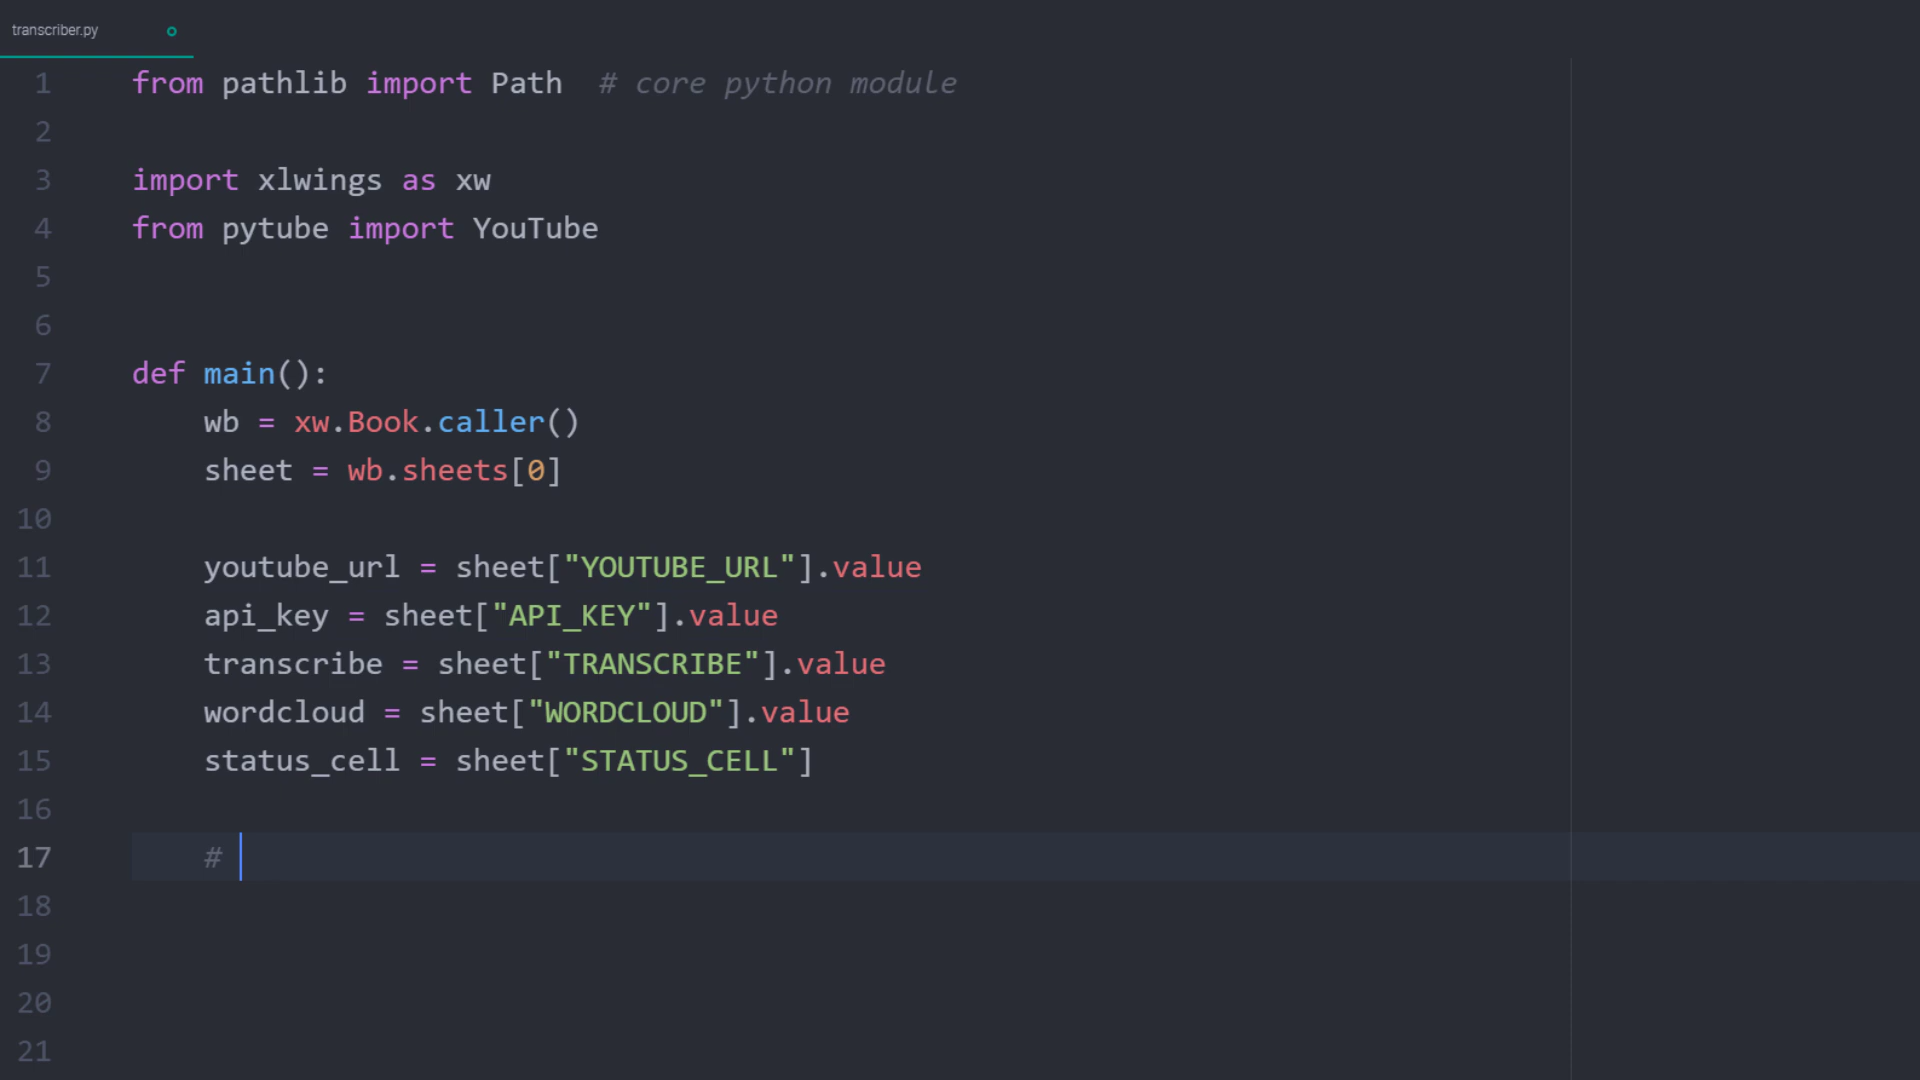 transcriber.py
1 from pathlib import Path  # core python module
2
3 import xlwings as xw
4 from pytube import YouTube
5
6
7 def main():
8     wb = xw.Book.caller()
9     sheet = wb.sheets[0]
10
11     youtube_url = sheet["YOUTUBE_URL"].value
12     api_key = sheet["API_KEY"].value
13     transcribe = sheet["TRANSCRIBE"].value
14     wordcloud = sheet["WORDCLOUD"].value
15     status_cell = sheet["STATUS_CELL"]
16
17     #
18
19
20
21